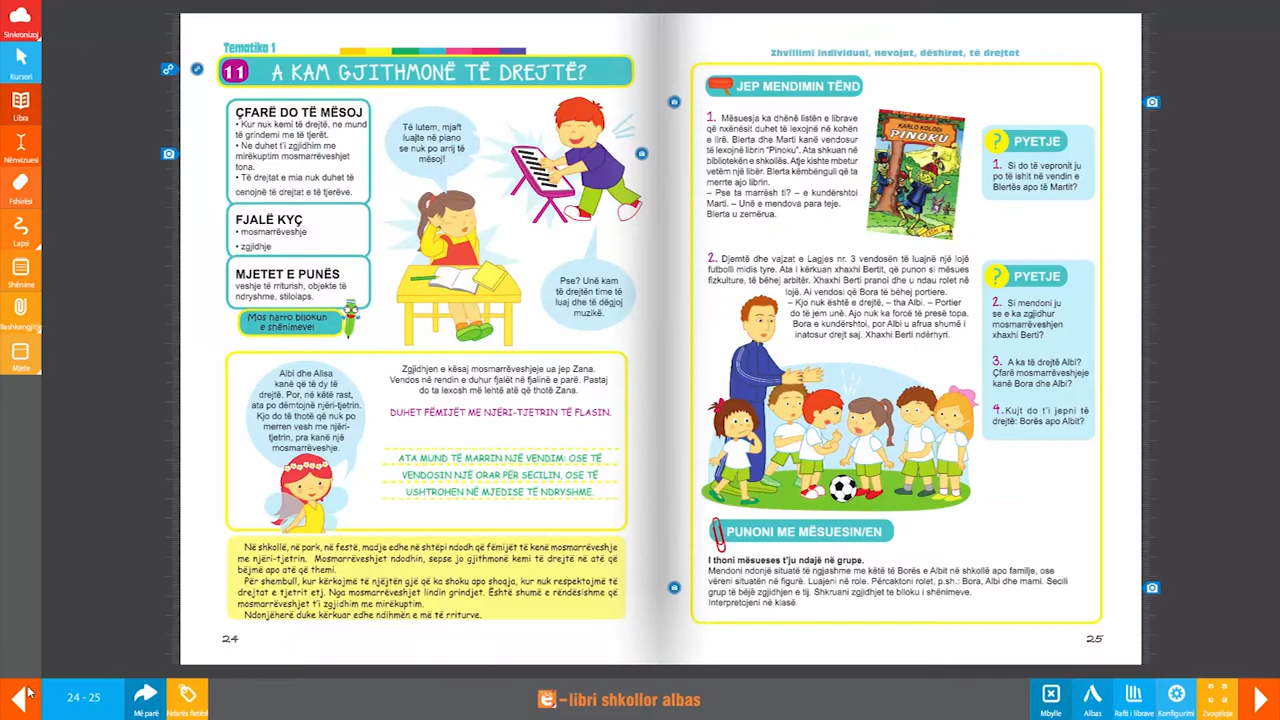 Sinkronizoj
Kursori
Libra
Nënvizuesi
Fshirësi
Lapsi
Shënime
Bashkangjitj
Mjete
Tematika 1
11 A KAM GJITHMONË TË DREJTË?
ÇFARË DO TË MËSOJ
• Kur nuk kemi të drejtë, ne mund
të grindemi me të tjerët.
• Ne duhet t'i zgjidhim me
mirëkuptim mosmarrëveshjet
tona.
• Të drejtat e mia nuk duhet të
cenojnë të drejtat e të tjerëve.
FJALË KYÇ
• mosmarrëveshje
• zgjidhje
MJETET E PUNËS
veshje të rriturish, objekte të
ndryshme, stilolaps.
Mos harro bllokun
e shënimeve!
Të lutem, mjaft
luajte në piano
se nuk po arrij të
mësoj!
Pse? Unë kam
të drejtën time të
luaj dhe të dëgjoj
muzikë.
Albi dhe Alisa
kanë që të dy të
drejtë. Por, në këtë rast,
ata po dëmtojnë njëri-tjetrin.
Kjo do të thotë që nuk po
merren vesh me njëri-
tjetrin, pra kanë një
mosmarrëveshje.
Zgjidhjen e kësaj mosmarrëveshjeje ua jep Zana.
Vendos në rendin e duhur fjalët në fjalinë e parë. Pastaj
do ta lexosh më lehtë atë që thotë Zana.
DUHET FËMIJËT ME NJËRI-TJETRIN TË FLASIN.
ATA MUND TË MARRIN NJË VENDIM: OSE TË
VENDOSIN NJË ORAR PËR SECILIN, OSE TË
USHTROHEN NË MJEDISE TË NDRYSHME.
Në shkollë, në park, në festë, madje edhe në shtëpi ndodh që fëmijët të kenë mosmarrëveshje
me njëri-tjetrin. Mosmarrëveshjet ndodhin, sepse jo gjithmonë kemi të drejtë në atë që
bëjmë apo atë që themi.
Për shembull, kur kërkojmë të njëjtën gjë që ka shoku apo shoqja, kur nuk respektojmë të
drejtat e tjetrit etj. Nga mosmarrëveshjet lindin grindjet. Është shumë e rëndësishme që
mosmarrëveshjet t'i zgjidhim me mirëkuptim.
Ndonjëherë duke kërkuar edhe ndihmën e më të rriturve.
24
Zhvillimi individual, nevojat, dëshirat, të drejtat
JEP MENDIMIN TËND
1. Mësuesja ka dhënë listën e librave
që nxënësit duhet të lexojnë në kohën
e lirë. Blerta dhe Marti kanë vendosur
të lexojnë librin "Pinoku". Ata shkuan në
bibliotekën e shkollës. Atje kishte mbetur
vetëm një libër. Blerta këmbënguli që ta
merrte ajo librin.
– Pse ta marrësh ti? – e kundërshtoi
Marti. – Unë e mendova para teje.
Blerta u zemërua.
KARLO KOLODI
PINOKU
PYETJE
1. Si do të vepronit ju
po të ishit në vendin e
Blertës apo të Martit?
2. Djemtë dhe vajzat e Lagjes nr. 3 vendosën të luajnë një lojë
futbolli midis tyre. Ata i kërkuan xhaxhi Bertit, që punon si mësues
fizkulture, të bëhej arbitër. Xhaxhi Berti pranoi dhe u ndau rolet në
lojë. Ai vendosi që Bora të bëhej portiere.
– Kjo nuk është e drejtë, – tha Albi. – Portier
do të jem unë. Ajo nuk ka forcë të presë topa.
Bora e kundërshtoi, por Albi u afrua shumë i
inatosur drejt saj. Xhaxhi Berti ndërhyri.
PYETJE
2. Si mendoni ju
se e ka zgjidhur
mosmarrëveshjen
xhaxhi Berti?
3. A ka të drejtë Albi?
Çfarë mosmarrëveshjeje
kanë Bora dhe Albi?
4. Kujt do t'i jepni të
drejtë: Borës apo Albit?
PUNONI ME MËSUESIN/EN
I thoni mësueses t'ju ndajë në grupe.
Mendoni ndonjë situatë të ngjashme me këtë të Borës e Albit në shkollë apo familje, ose
vëreni situatën në figurë. Luajeni në role. Përcaktoni rolet, p.sh.: Bora, Albi dhe mami. Secili
grup të bëjë zgjidhjen e tij. Shkruani zgjidhjet te blloku i shënimeve.
Interpretojeni në klasë.
25
24 - 25
Më parë
Ndarës fletësh
e –libri shkollor albas
Mbylle
Albas
Rafti i librave
Konfigurimi
Zvogëloje